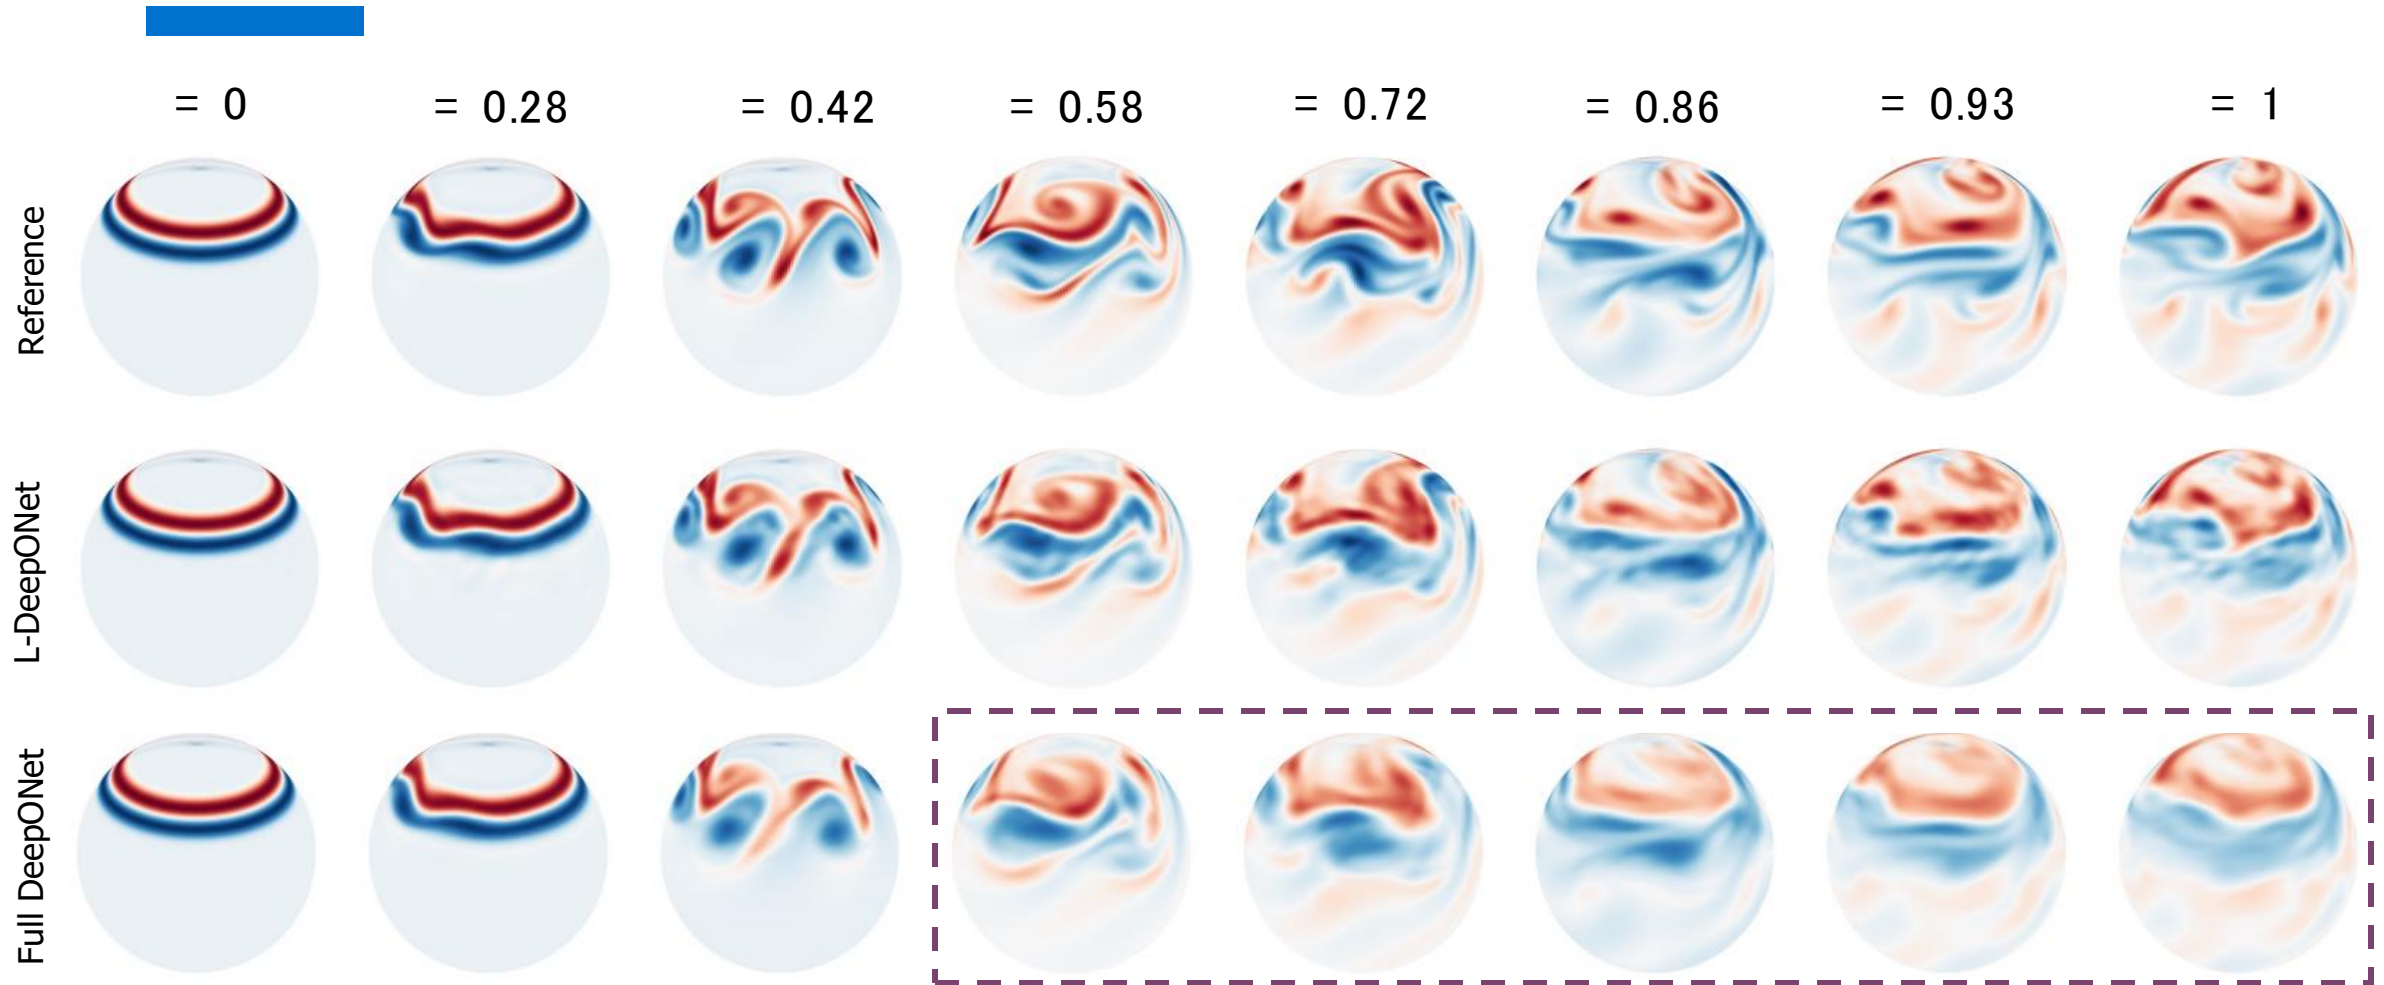 = 0 = 0.28 = 0.42 = 0.58 = 0.72 = 0.86 = 0.93 = 1
Reference
L-DeepONet
Full DeepONet